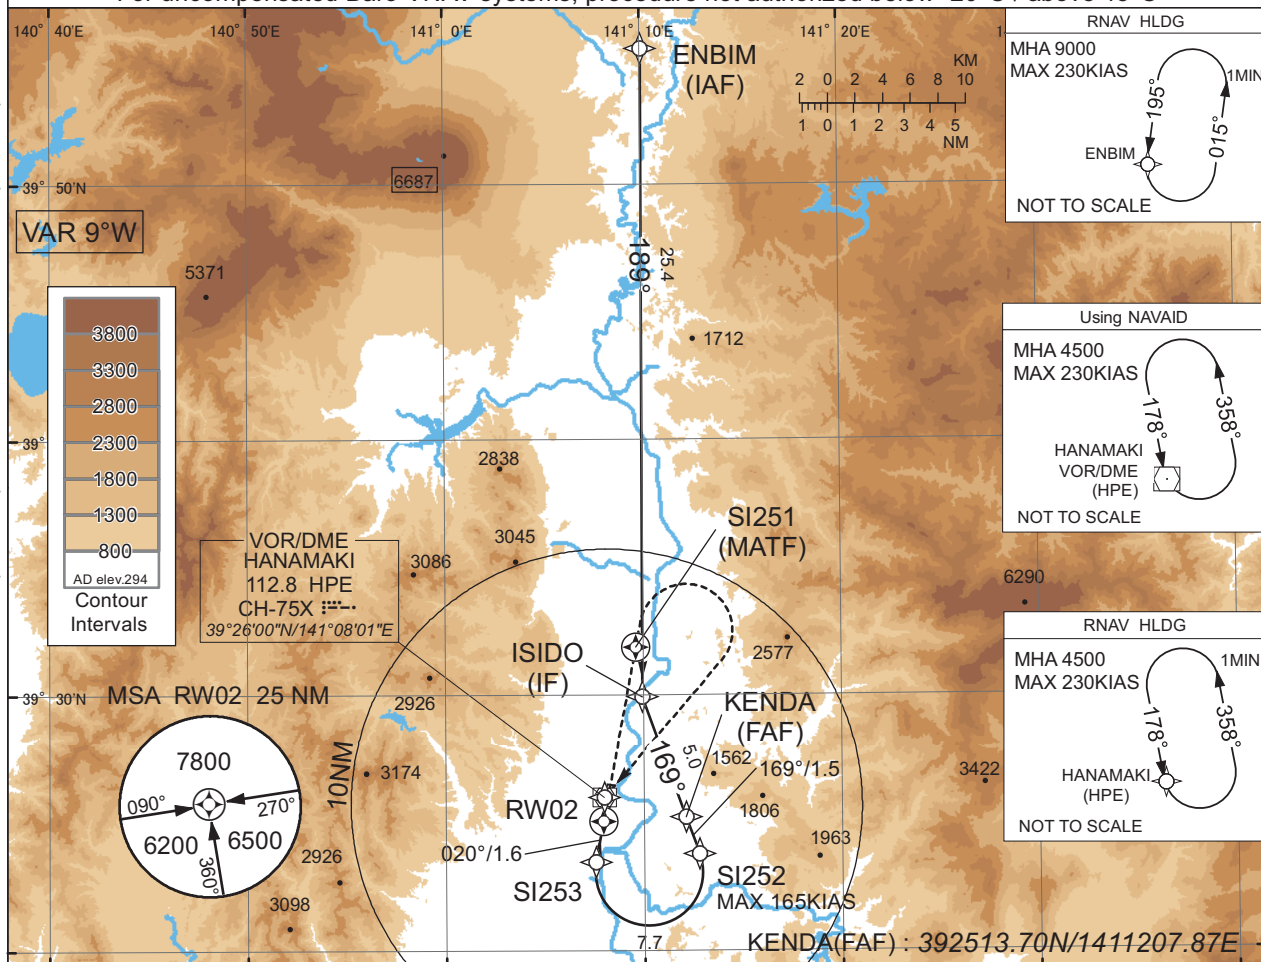 140° 40'E
140° 50'E
141° 0'E
141° 10'E
141° 20'E
ENBIM
(IAF)
KM
2 0 2 4 6 8 10
1 0 1 2 3 4 5
NM
RNAV HLDG
MHA 9000
MAX 230KIAS
1MIN
195°
015°
ENBIM
NOT TO SCALE
6687
39° 50'N
VAR 9°W
5371
189°
25.4
1712
Using NAVAID
MHA 4500
MAX 230KIAS
178°
358°
HANAMAKI
VOR/DME
(HPE)
NOT TO SCALE
3800
3300
2800
2300
1800
1300
800
AD elev.294
Contour
Intervals
39°
2838
3045
3086
SI251
(MATF)
VOR/DME
HANAMAKI
112.8 HPE
CH-75X
39°26'00"N/141°08'01"E
6290
RNAV HLDG
MHA 4500
MAX 230KIAS
1MIN
178°
358°
HANAMAKI
(HPE)
NOT TO SCALE
ISIDO
(IF)
2577
39° 30'N
2926
MSA RW02 25 NM
7800
090°
270°
6200
6500
360°
10NM
3174
KENDA
(FAF)
169°
5.0
1562
169°/1.5
1806
3422
RW02
020°/1.6
1963
2926
3098
SI253
SI252
MAX 165KIAS
7.7
KENDA(FAF) : 392513.70N/1411207.87E